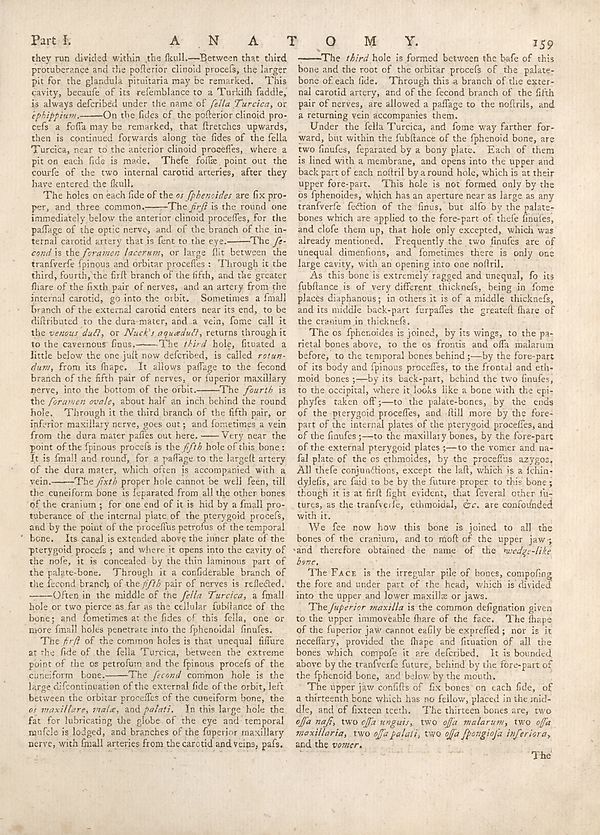 Part I. A N A T O M Y. 159
they run divided within the ſkull.—Between that third
protuberance and the poſterior clinoid proceſs, the larger
pit for the glandula pituitaria may be remarked. This
cavity, becauſe of its reſemblance to a Turkiſh ſaddle,
is always deſcribed under the name of ſella Turcica, or
ephippium.——On the ſides of the poſterior clinoid pro-
ceſs a foſſa may be remarked, that ſtretches upwards,
then is continued forwards along the ſides of the ſella
Turcica, near to the anterior clinoid proceſſes, where a
pit on each ſide is made. Theſe foſſæ point out the
courſe of the two internal carotid arteries, after they
have entered the ſkull.
The holes on each ſide of the os ſphenoides are ſix pro-
per, and three common.——The firſt is the round one
immediately below the anterior clinoid proceſſes, for the
paſſage of the optic nerve, and of the branch of the in-
ternal carotid artery that is ſent to the eye.——The ſe-
cond is the foramen lacerum, or large ſlit between the
tranſverſe ſpinous and orbitar proceſſes: Through it the
third, fourth, the firſt branch of the fifth, and the greater
ſhare of the ſixth pair of nerves, and an artery from the
internal carotid, go into the orbit. Sometimes a ſmall
branch of the external carotid enters near its end, to be
diſtributed to the dura-mater, and a vein, ſome call it
the venous duct, or Nuck's aquæduct, returns through it
to the cavernous ſinus.——The third hole, ſituated a
little below the one juſt now deſcribed, is called rotun-
dum, from its ſhape. It allows paſſage to the ſecond
branch of the fifth pair of nerves, or ſuperior maxillary
nerve, into the bottom of the orbit.——The fourth is
the foramen ovale, about half an inch behind the round
hole. Through it the third branch of the fifth pair, or
inferior maxillary nerve, goes out; and ſometimes a vein
from the dura mater paſſes out here.——Very near the
point of the ſpinous proceſs is the fifth hole of this bone:
It is ſmall and round, for a paſſage to the largeſt artery
of the dura mater, which often is accompanied with a
vein.——The ſixth proper hole cannot be well ſeen, till
the cuneiform bone is ſeparated from all the other bones
of the cranium; for one end of it is hid by a ſmall pro-
tuberance of the internal plate of the pterygoid proceſs,
and by the point of the proceſſus petroſus of the temporal
bone. Its canal is extended above the inner plate of the
pterygoid proceſs; and where it opens into the cavity of
the noſe, it is concealed by the thin laminous part of
the palate-bone. Through it a conſiderable branch of
the ſecond branch of the fifth pair of nerves is reflected.
——Often in the middle of the ſella Turcica, a ſmall
hole or two pierce as far as the cellular ſubſtance of the
bone; and ſometimes at the ſides of this ſella, one or
more ſmall holes penetrate into the ſphenoidal ſinuſes.
The firſt of the common holes is that unequal fiſſure
at the ſide of the ſella Turcica, between the extreme
point of the os petroſum and the ſpinous proceſs of the
cuneiform bone.——The ſecond common hole is the
large diſcontinuation of the external ſide of the orbit, left
between the orbitar proceſſes of the cuneiform bone, the
os maxillare, malæ, and palati. In this large hole the
fat for lubricating the globe of the eye and temporal
muſcle is lodged, and branches of the ſuperior maxillary
nerve, with ſmall arteries from the carotid and veins, paſs.
——The third hole is formed between the baſe of this
bone and the root of the orbitar proceſs of the palate-
bone of each ſide. Through this a branch of the exter-
nal carotid artery, and of the ſecond branch of the fifth
pair of nerves, are allowed a paſſage to the noſtrils, and
a returning vein accompanies them.
Under the ſella Turcica, and ſome way farther for-
ward, but within the ſubſtance of the ſphenoid bone, are
two ſinuſes, ſeparated by a bony plate. Each of them
is lined with a membrane, and opens into the upper and
back part of each noſtril by a round hole, which is at their
upper fore-part. This hole is not formed only by the
os ſphenoides, which has an aperture near as large as any
tranſverſe ſection of the ſinus, but alſo by the palate-
bones which are applied to the fore-part of theſe ſinuſes,
and cloſe them up, that hole only excepted, which was
already mentioned. Frequently the two ſinuſes are of
unequal dimenſions, and ſometimes there is only one
large cavity, with an opening into one noſtril.
As this bone is extremely ragged and unequal, ſo its
ſubſtance is of very different thickneſs, being in ſome
places diaphanous; in others it is of a middle thickneſs,
and its middle back-part ſurpaſſes the greateſt ſhare of
the cranium in thickneſs.
The os ſphenoides is joined, by its wings, to the pa-
rietal bones above, to the os frontis and oſſa malarum
before, to the temporal bones behind;—by the fore-part
of its body and ſpinous proceſſes, to the frontal and eth-
moid bones;—by its back-part, behind the two ſinuſes,
to the occipital, where it looks like a bone with the epi-
phyſes taken off;—to the palate-bones, by the ends
of the pterygoid proceſſes, and ſtill more by the fore-
part of the internal plates of the pterygoid proceſſes, and
of the ſinuſes;—to the maxillary bones, by the fore-part
of the external pterygoid plates;—to the vomer and na-
ſal plate of the os ethmoides, by the proceſſus azygos.
All theſe conjunctions, except the laſt, which is a ſchin-
dyleſis, are ſaid to be by the ſuture proper to this bone;
though it is at firſt ſight evident, that ſeveral other ſu-
tures, as the tranſverſe, ethmoidal, &c. are confounded
with it.
We ſee now how this bone is joined to all the
bones of the cranium, and to moſt of the upper jaw;
and therefore obtained the name of the wedge-like
bone.
The FACE is the irregular pile of bones, compoſing
the fore and under part of the head, which is divided
into the upper and lower maxillæ or jaws.
The ſuperior maxilla is the common deſignation given
to the upper immoveable ſhare of the face. The ſhape
of the ſuperior jaw cannot eaſily be expreſſed; nor is it
neceſſary, provided the ſhape and ſituation of all the
bones which compoſe it are deſcribed. It is bounded
above by the tranſverſe ſuture, behind by the fore-part of
the ſphenoid bone, and below by the mouth.
The upper jaw conſiſts of ſix bones on each ſide, of
a thirteenth bone which has no fellow, placed in the mid-
dle, and of ſixteen teeth. The thirteen bones are, two
oſſa naſi, two oſſa unguis, two oſſa malarum, two oſſa
maxillaria, two oſſa palati, two oſſa ſpongioſa inferiora,
and the vomer.
The